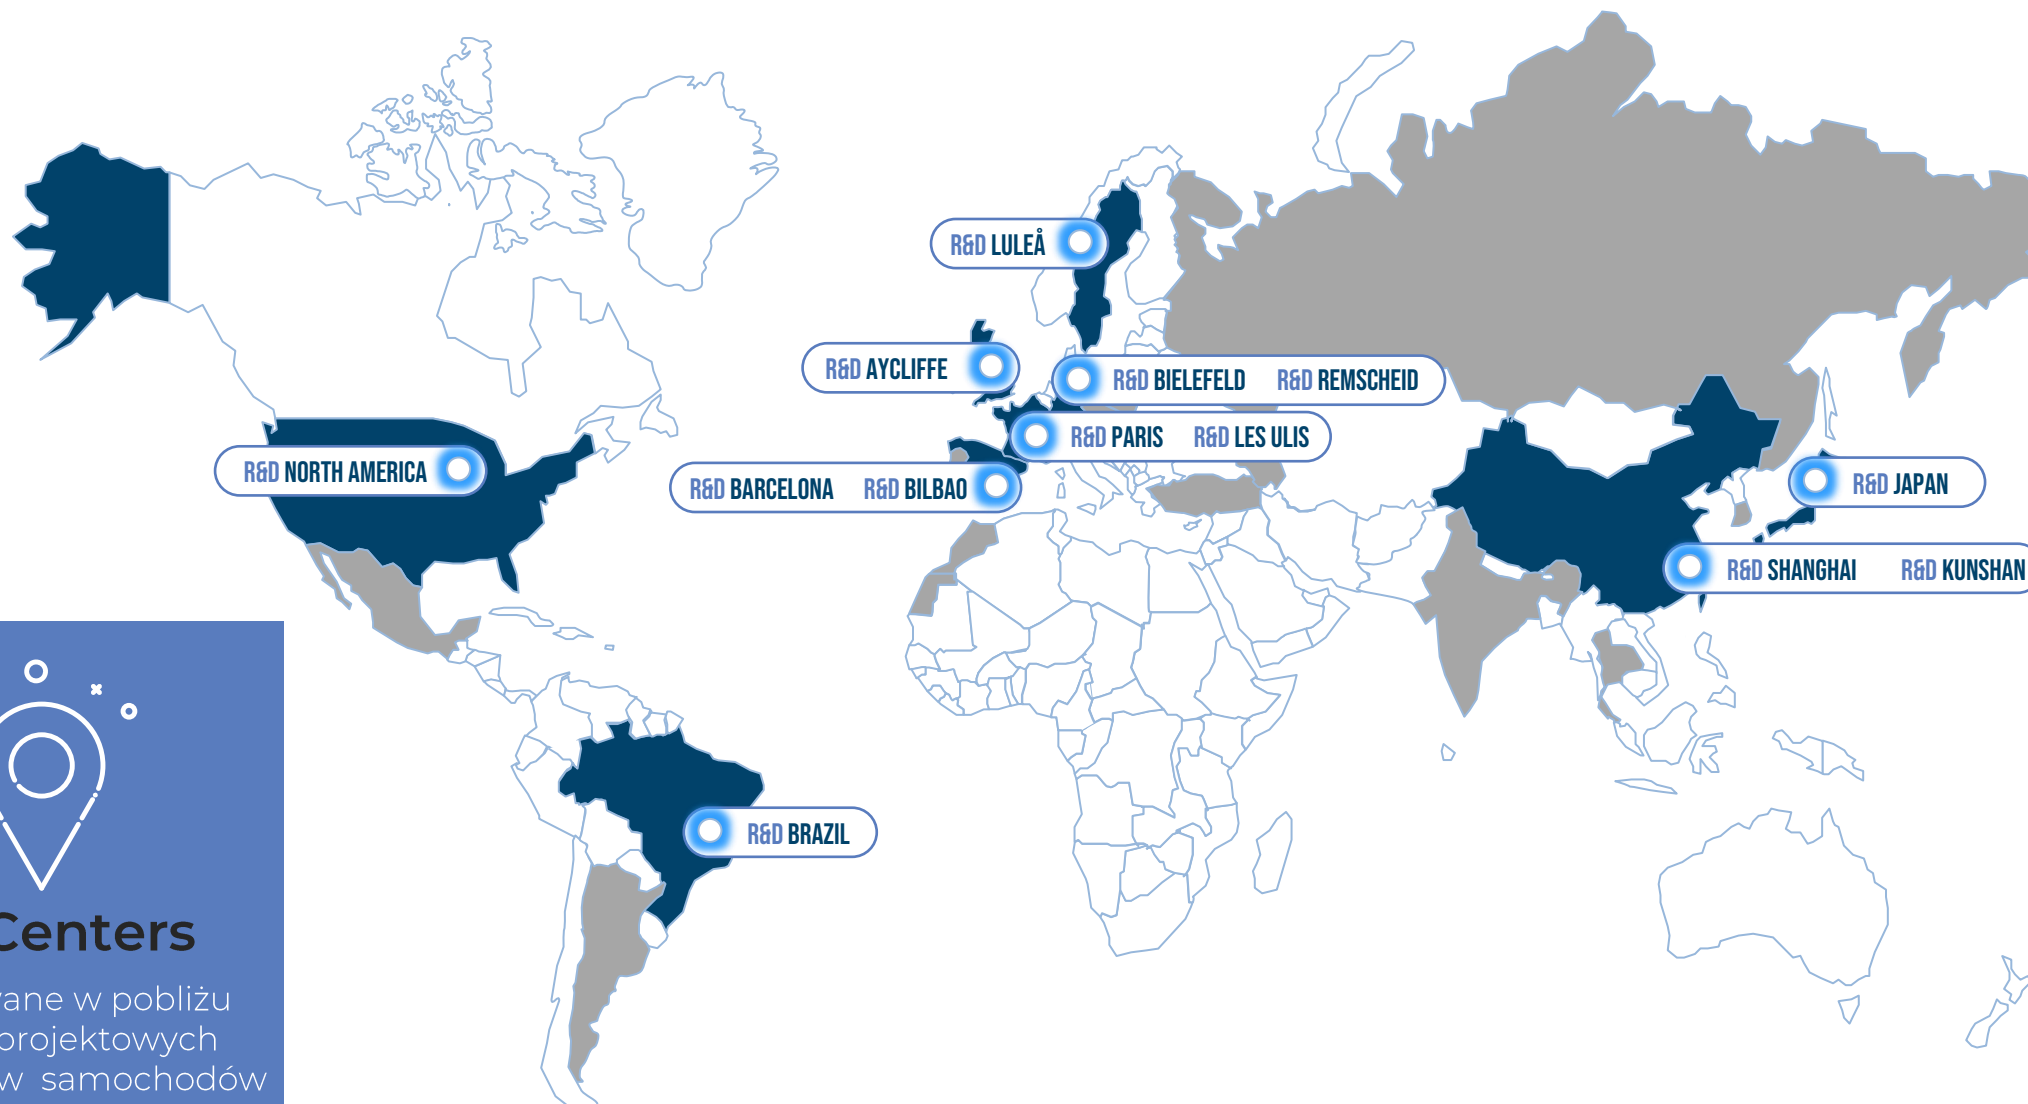 R&D LULEÅ
R&D AYCLIFFE
R&D BIELEFELD R&D REMSCHEID
R&D PARIS R&D LES ULIS
R&D NORTH AMERICA
R&D BARCELONA R&D BILBAO
R&D JAPAN
R&D SHANGHAI R&D KUNSHAN
R&D BRAZIL
Centers
w pobliżu
projektowych
w samochodów